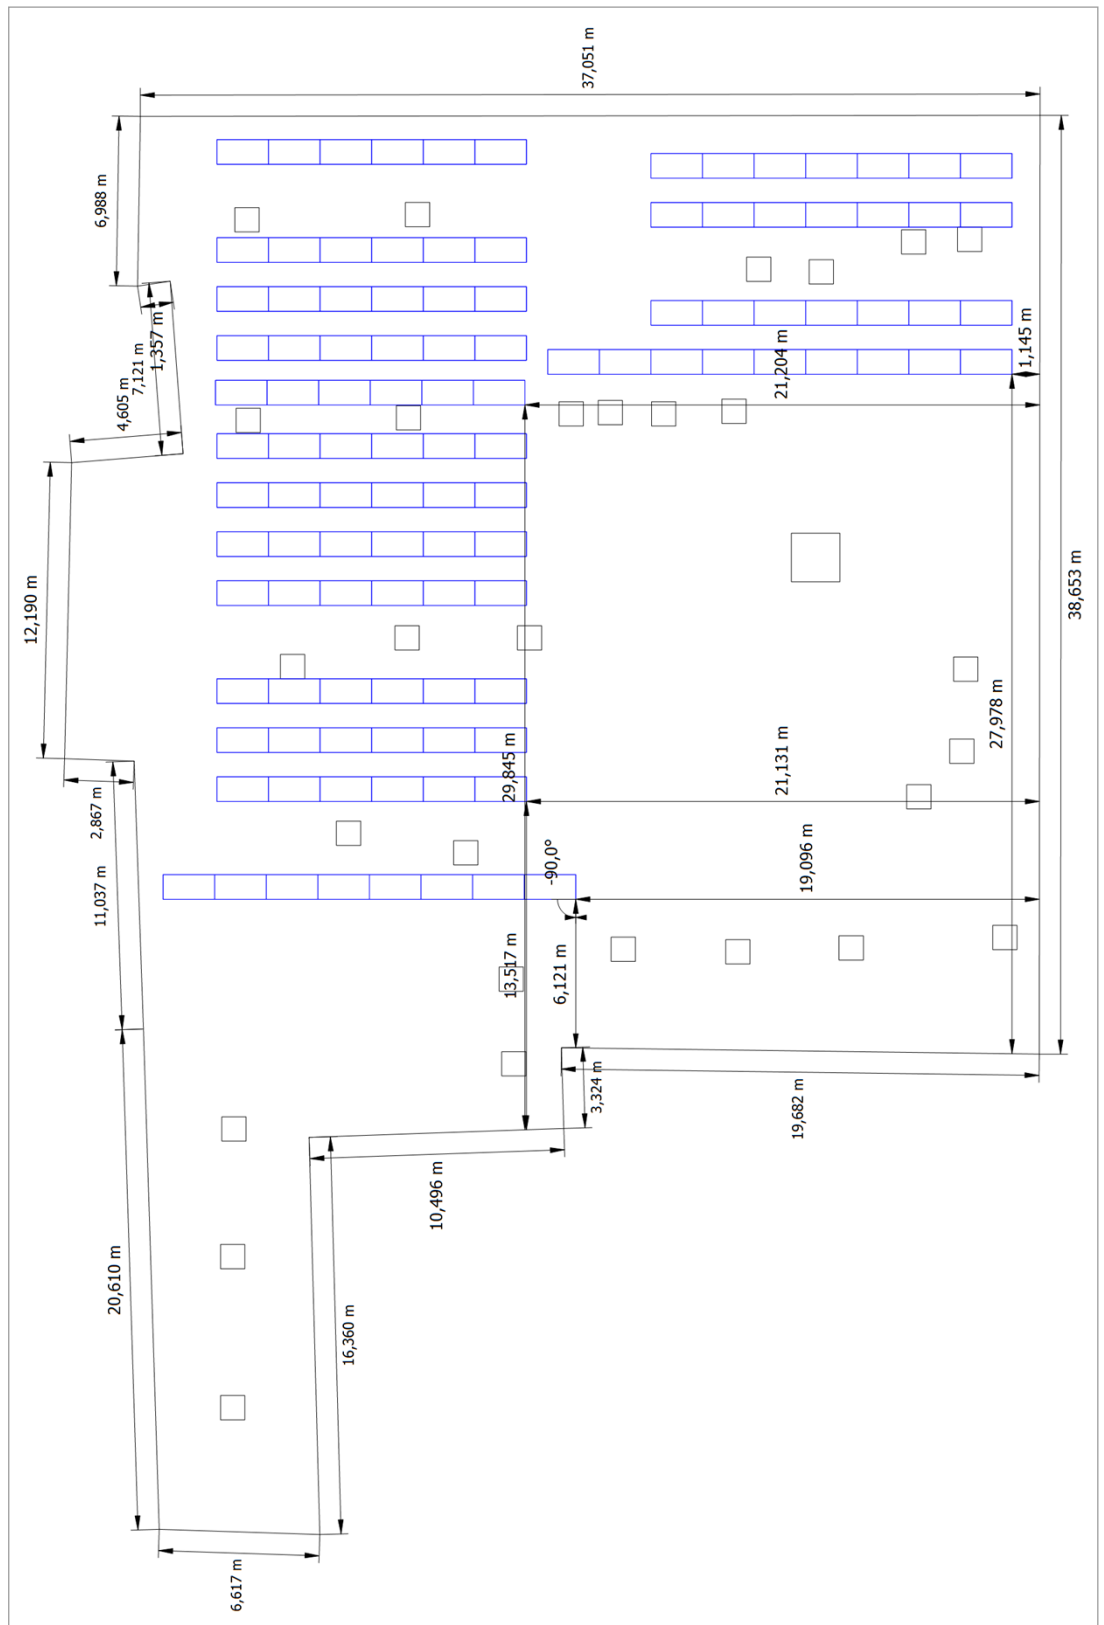 37,051 m
6,988 m
1,357 m
7,121 m
4,605 m
1,145 m
21,204 m
12,190 m
38,653 m
27,978 m
29,845 m
21,131 m
2,867 m
19,096 m
-90,0°
11,037 m
13,517 m
6,121 m
3,324 m
19,682 m
10,496 m
20,610 m
16,360 m
6,617 m